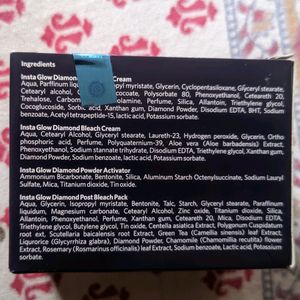 Ingredients
Insta Glow Diamond Cream
Aqua, Paraffinum liqui Isopropyl myristate, Glycerin, Cyclopentasiloxane, Glyceryl stearate,
Cetearyl alcohol, cocoate, Polysorbate 80, Phenoxyethanol, Ceteareth 20,
Trehalose, Carbo Titanium dioxide, Perfume, Silica, Allantoin, Triethylene glycol,
Cocoglucoside, Sorbic acid, Xanthan gum, Diamond Powder, Disodium EDTA, BHT, Sodium
benzoate, Acetyl tetrapeptide-15, lactic acid, Potassium sorbate.
Insta Glow Diamond Bleach Cream
Aqua, Cetearyl Alcohol, Glyceryl stearate, Laureth-23, Hydrogen peroxide, Glycerin, Ortho
phosphoric acid, Perfume, Polyquaternium-39, Aloe vera (Aloe barbadensis) Extract,
Phenoxyethanol, Sodium stannate trihydrate, Disodium EDTA, Triethylene glycol, Xanthan gum,
Diamond Powder, Sodium benzoate, lactic acid, Potassium sorbate.
Insta Glow Diamond Powder Activator
Ammonium Bicarbonate, Bentonite, Silica, Aluminum Starch Octenylsuccinate, Sodium Lauryl
Sulfate, Mica, Titanium dioxide, Tin oxide.
Insta Glow Diamond Post Bleach Pack
Aqua, Glycerin, Isopropyl myristate, Bentonite, Talc, Starch, Glyceryl stearate, Paraffinum
liquidum, Magnesium carbonate, Cetearyl Alcohol, Zinc oxide, Titanium dioxide, Silica,
Allantoin, Phenoxyethanol, Perfume, Xanthan gum, Ceteareth 20, Mica, Disodium EDTA,
Triethylene glycol, Butylene glycol, Tin oxide, Centella asiatica Extract, Polygonum Cuspidatum
root ext, Scutellaria baicalensis root Extract, Green Tea (Camellia sinensis) leaf Extract,
Liquorice (Glycyrrhiza glabra), Diamond Powder, Chamomile (Chamomilla recutita) flower
Extract, Rosemary (Rosmarinus officinalis) leaf Extract, Sodium benzoate, lactic acid,
Potassium sorbate.